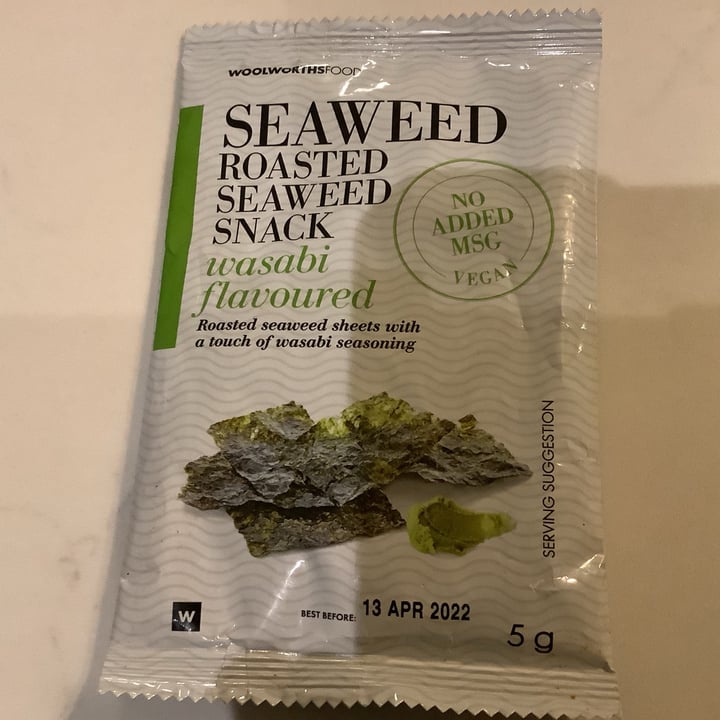 WOOLWORTHSFOOD
SEAWEED
ROASTED
SEAWEED
SNACK
wasabi
flavoured
Roasted seaweed sheets with
a touch of wasabi seasoning
NO
ADDED
MSG
VEGAN
SERVING SUGGESTION
W
BEST BEFORE: 13 APR 2022
5 g